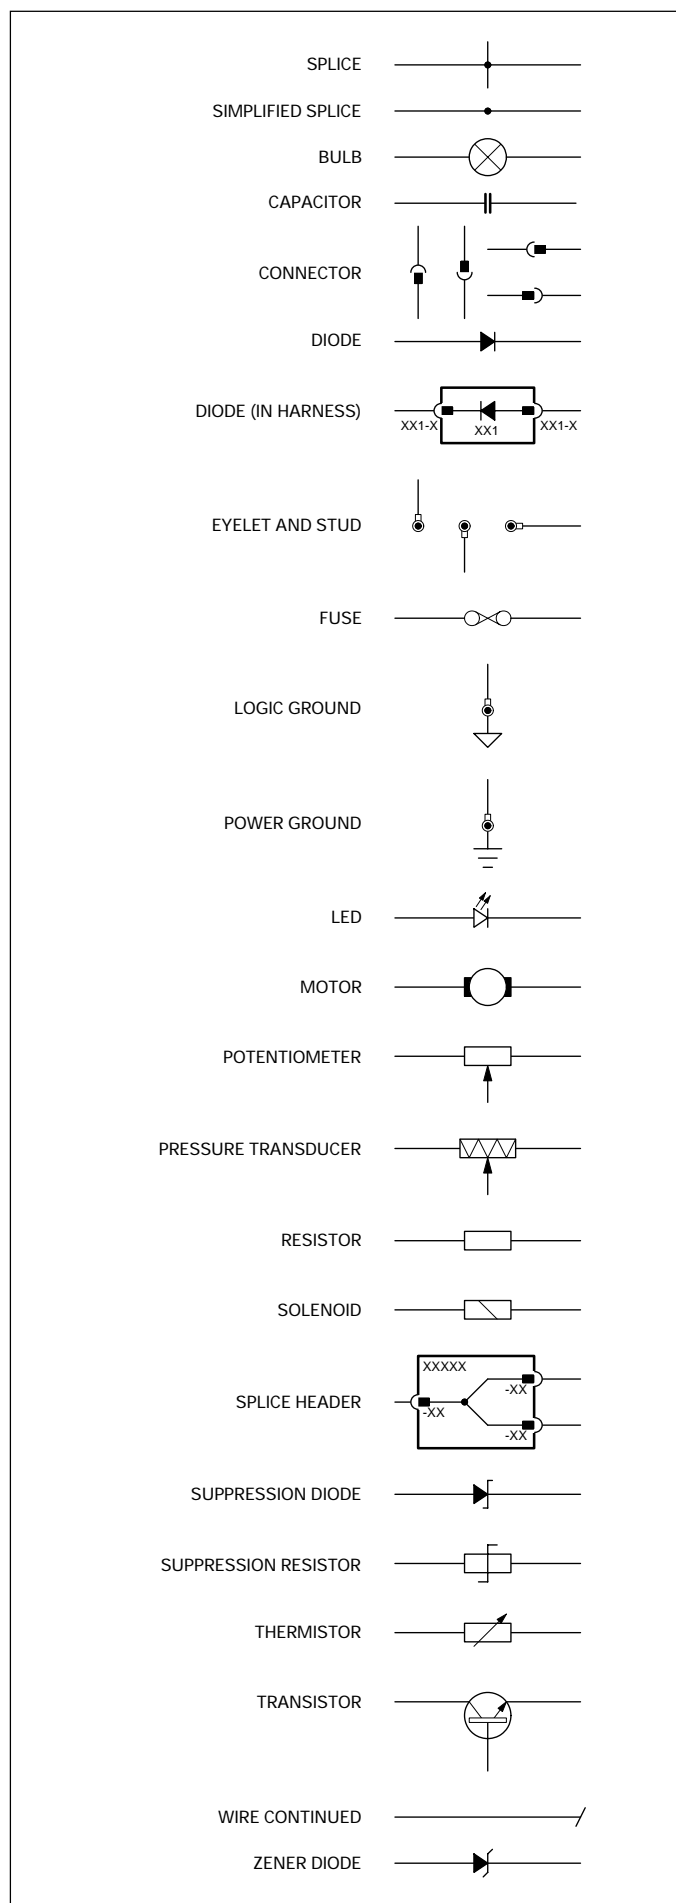 SPLICE
SIMPLIFIED SPLICE
BULB
CAPACITOR
CONNECTOR
DIODE
DIODE (IN HARNESS)
XX1-X XX1 XX1-X
EYELET AND STUD
FUSE
LOGIC GROUND
POWER GROUND
LED
MOTOR
POTENTIOMETER
PRESSURE TRANSDUCER
RESISTOR
SOLENOID
XXXXX
-XX
SPLICE HEADER
-XX
-XX
SUPPRESSION DIODE
SUPPRESSION RESISTOR
THERMISTOR
TRANSISTOR
WIRE CONTINUED
ZENER DIODE